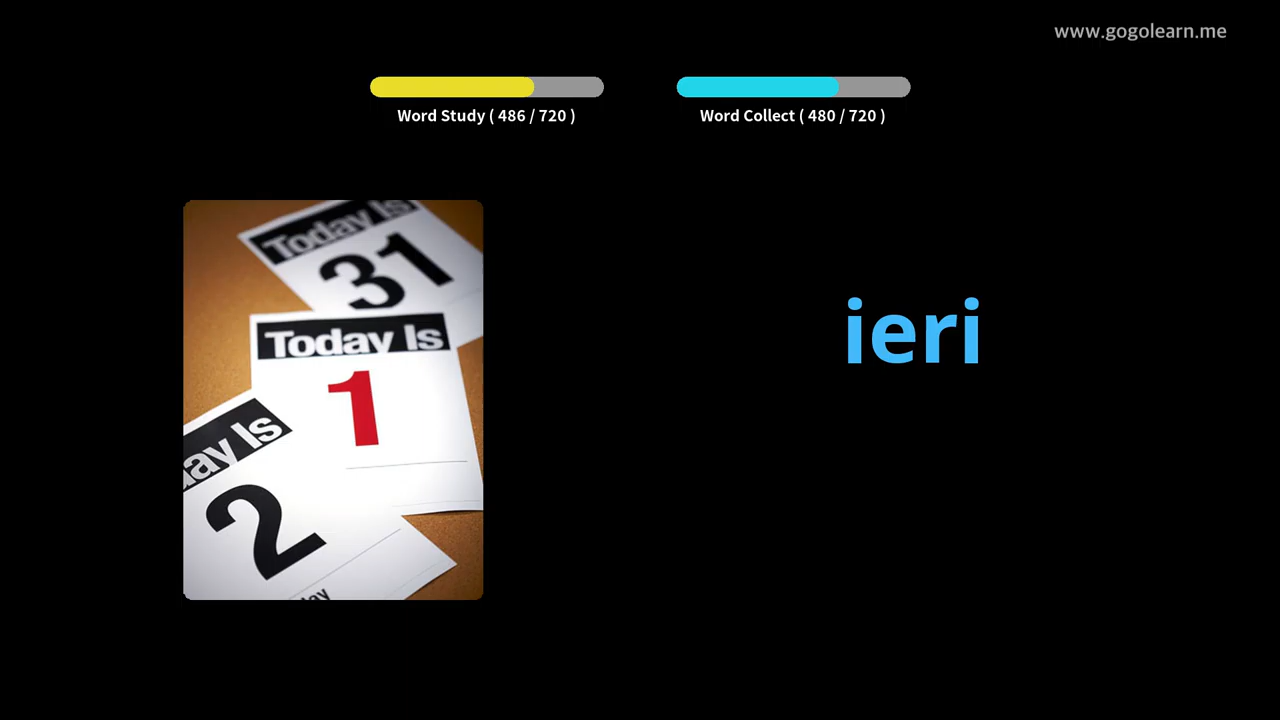 www.gogolearn.me
Word Study ( 486 / 720 )
Word Collect ( 480 / 720 )
Today Is
31
Today Is
1
ay Is
2
ay
ieri